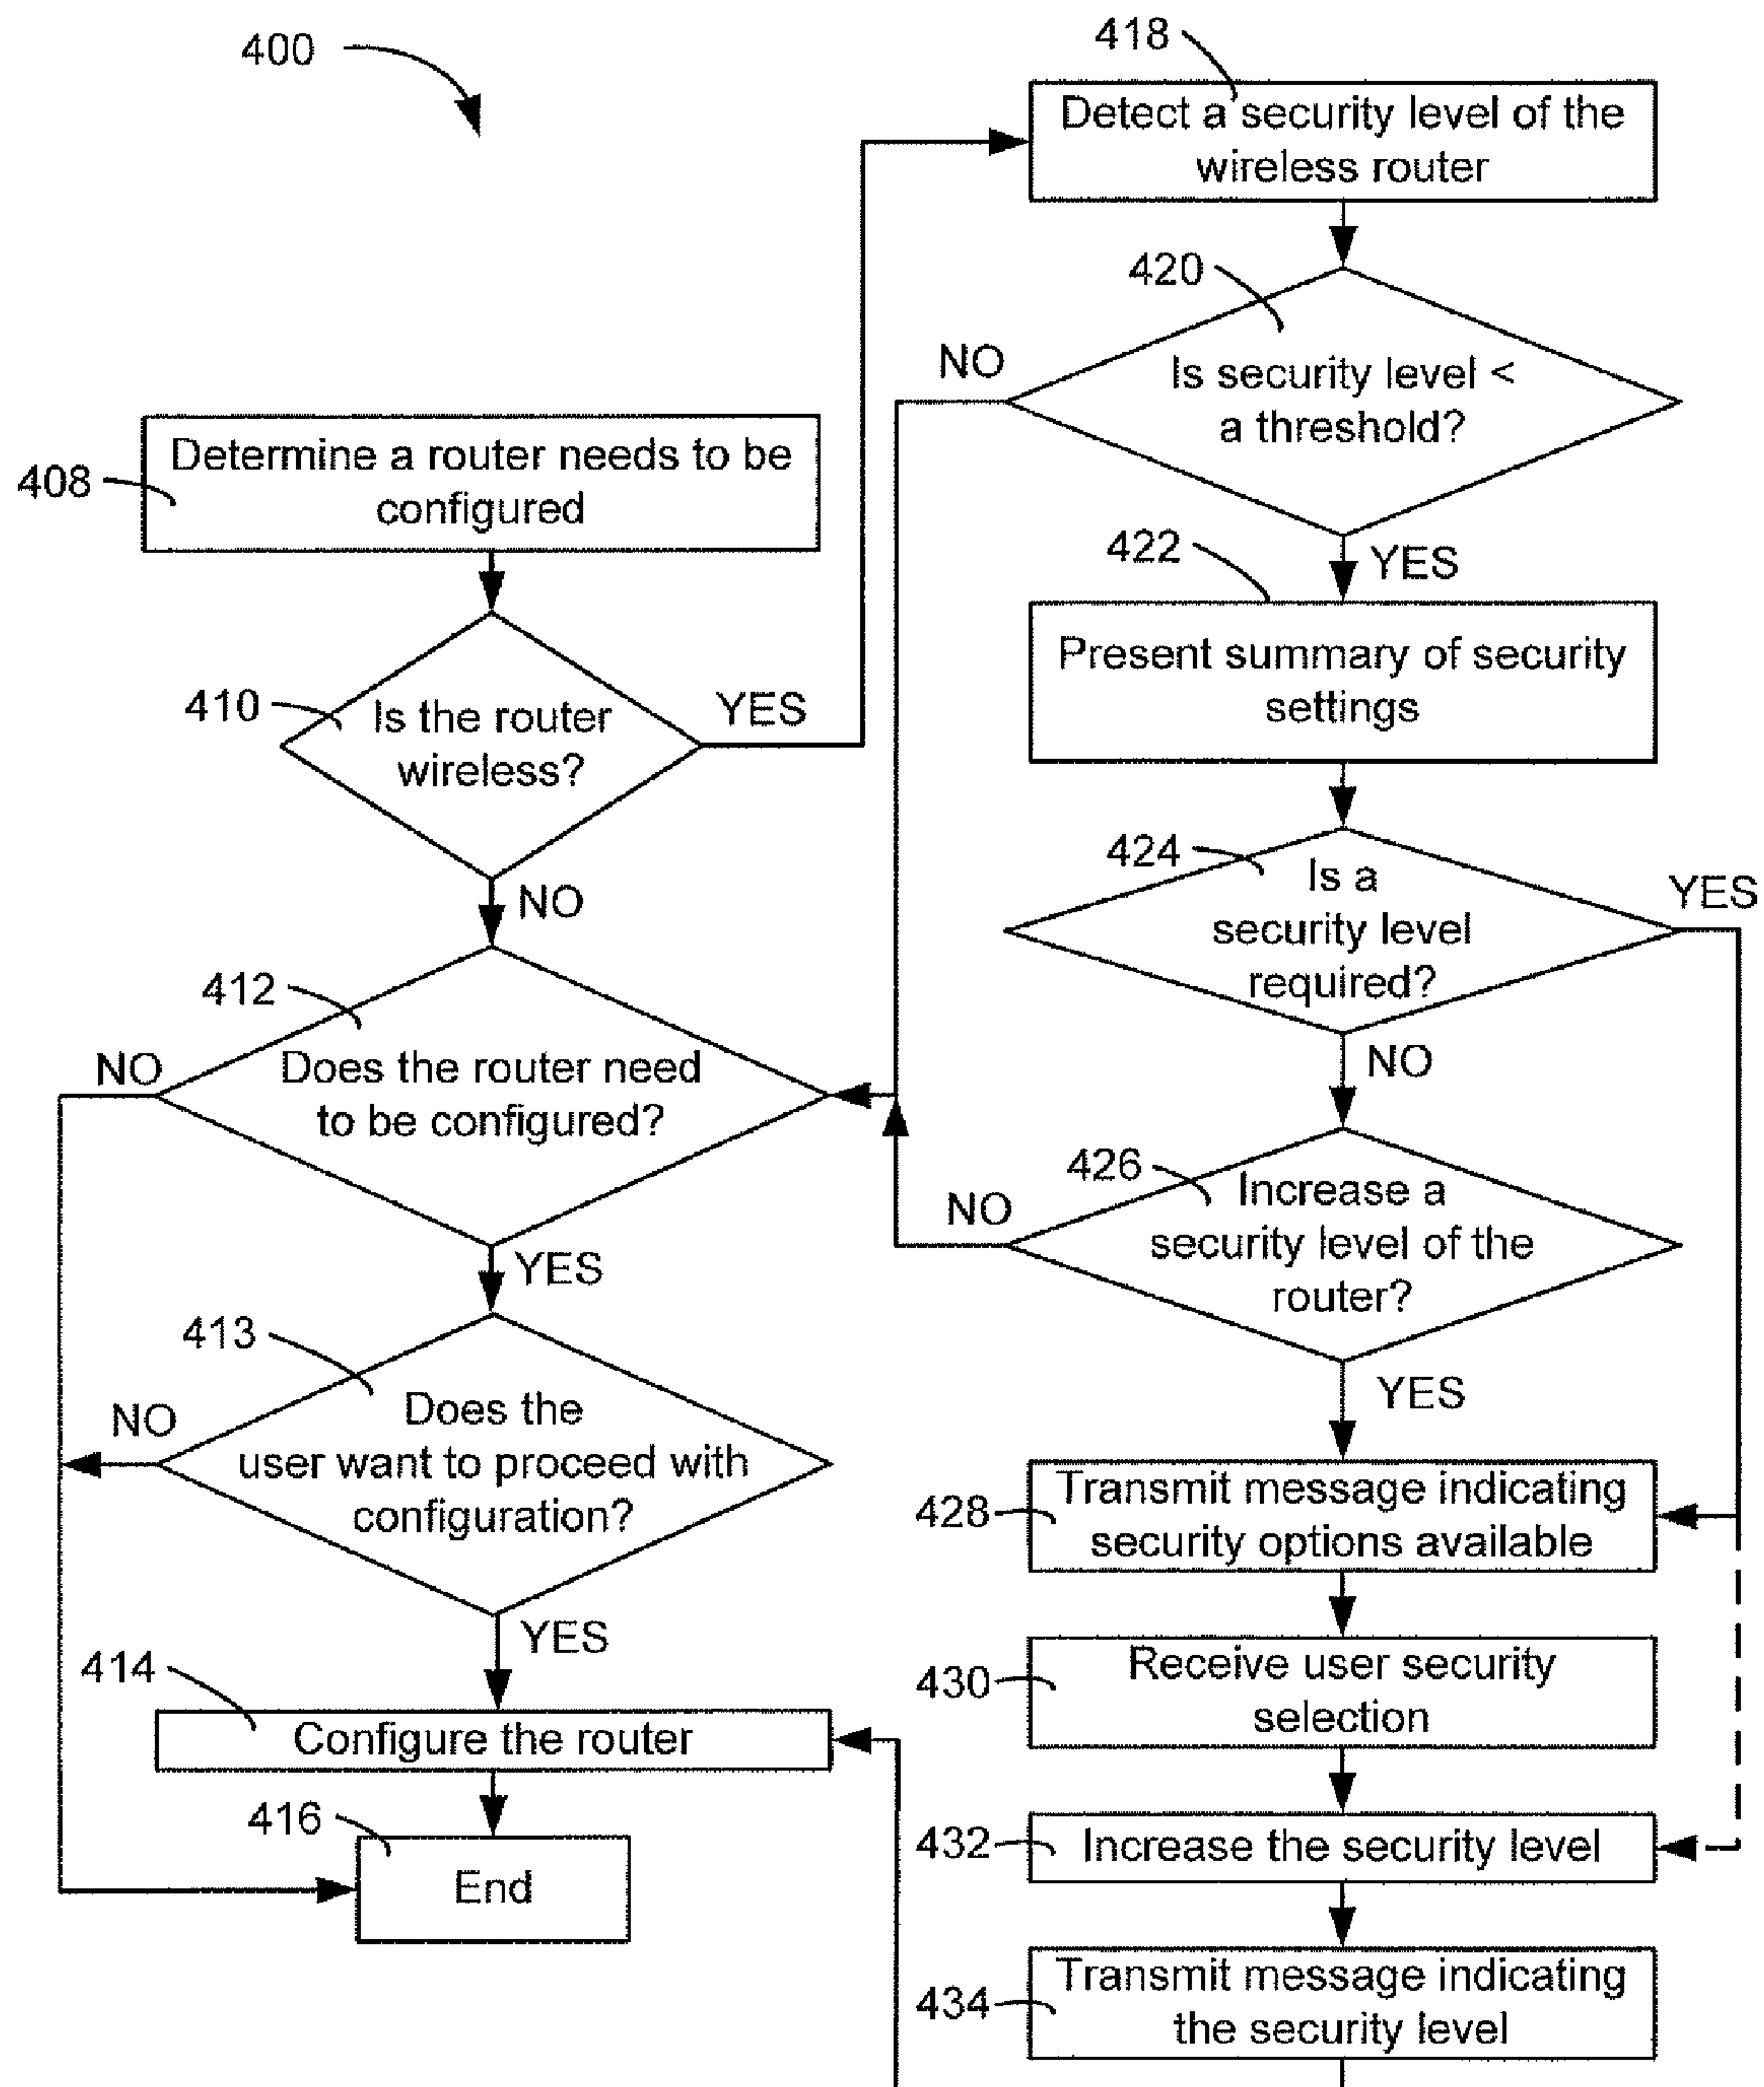 400
408
Determine a router needs to be
configured
410
Is the router
wireless?
YES
NO
412
Does the router need
to be configured?
NO
YES
413
Does the
user want to proceed with
configuration?
NO
YES
414
Configure the router
416
End
418
Detect a security level of the
wireless router
420
Is security level <
a threshold?
NO
YES
422
Present summary of security
settings
424
Is a
security level
required?
YES
NO
426
Increase a
security level of the
router?
NO
YES
428
Transmit message indicating
security options available
430
Receive user security
selection
432
Increase the security level
434
Transmit message indicating
the security level